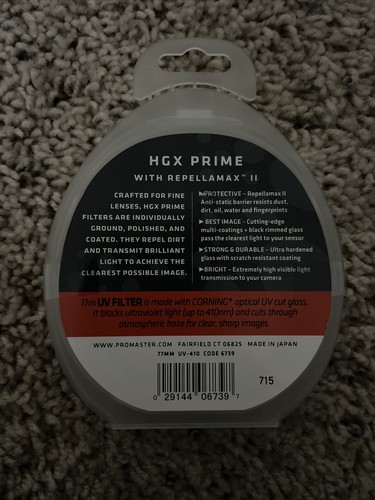 HGX PRIME
WITH REPELLAMAX™ II
CRAFTED FOR FINE
LENSES, HGX PRIME
FILTERS ARE INDIVIDUALLY
GROUND, POLISHED, AND
COATED. THEY REPEL DIRT
AND TRANSMIT BRILLIANT
LIGHT TO ACHIEVE THE
CLEAREST POSSIBLE IMAGE.
▶PROTECTIVE – Repellamax II
Anti-static barrier resists dust,
dirt, oil, water and fingerprints
▶BEST IMAGE – Cutting-edge
multi-coatings + black rimmed glass
pass the clearest light to your sensor
▶STRONG & DURABLE – Ultra hardened
glass with scratch resistant coating
▶BRIGHT – Extremely high visible light
transmission to your camera
This UV FILTER is made with CORNING® optical UV cut glass.
It blocks ultraviolet light (up to 410nm) and cuts through
atmospheric haze for clear, sharp images.
WWW.PROMASTER.COM FAIRFIELD CT 06825 MADE IN JAPAN
77MM UV-410 CODE 6739
0 29144 06739 7
715